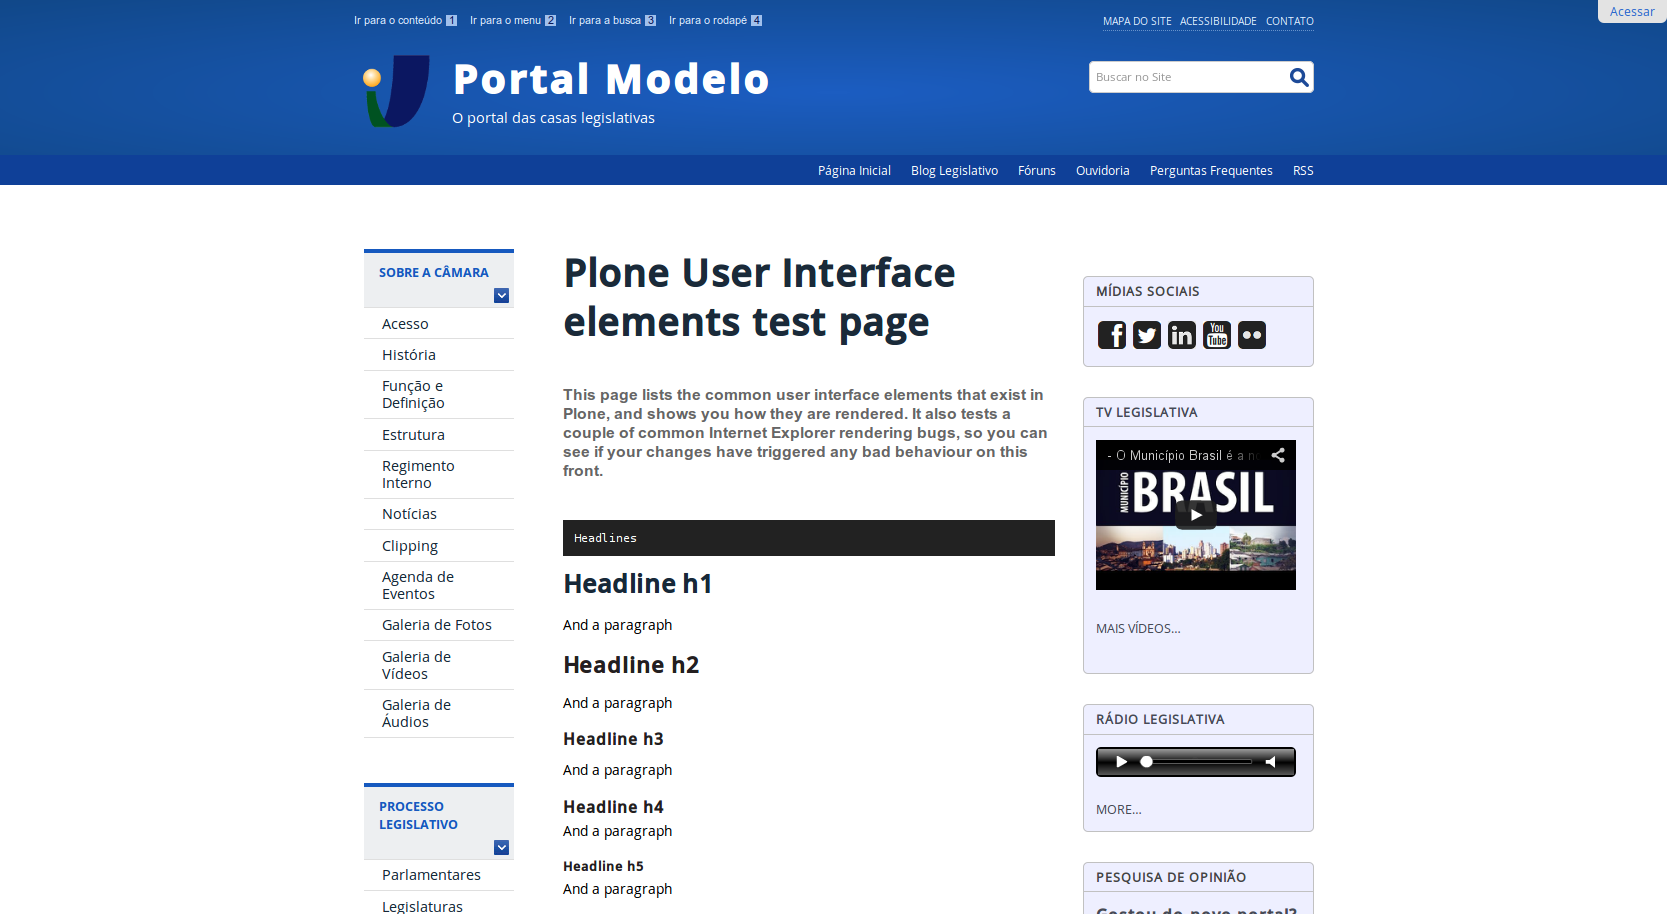 Ir para o conteúdo 1 Ir para o menu 2 Ir para a busca 3 Ir para o rodapé 4
MAPA DO SITE ACESSIBILIDADE CONTATO
Acessar
Portal Modelo
O portal das casas legislativas
Buscar no Site
Página Inicial Blog Legislativo Fóruns Ouvidoria Perguntas Frequentes RSS
SOBRE A CÂMARA
Acesso
História
Função e
Definição
Estrutura
Regimento
Interno
Notícias
Clipping
Agenda de
Eventos
Galeria de Fotos
Galeria de
Vídeos
Galeria de
Áudios
PROCESSO
LEGISLATIVO
Parlamentares
Legislaturas
Plone User Interface
elements test page
This page lists the common user interface elements that exist in
Plone, and shows you how they are rendered. It also tests a
couple of common Internet Explorer rendering bugs, so you can
see if your changes have triggered any bad behaviour on this
front.
Headlines
Headline h1
And a paragraph
Headline h2
And a paragraph
Headline h3
And a paragraph
Headline h4
And a paragraph
Headline h5
And a paragraph
MÍDIAS SOCIAIS
You
Tube
TV LEGISLATIVA
- O Município Brasil é a n
MUNICÍPIO
BRASIL
MAIS VÍDEOS...
RÁDIO LEGISLATIVA
MORE...
PESQUISA DE OPINIÃO
Gostou do novo portal?